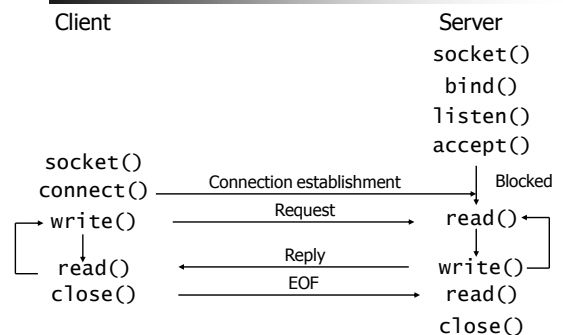 Client Server
socket()
bind()
listen()
accept()
socket()
Blocked
connect() Connection establishment
write() Request read()
Reply
read() write()
close() EOF read()
close()